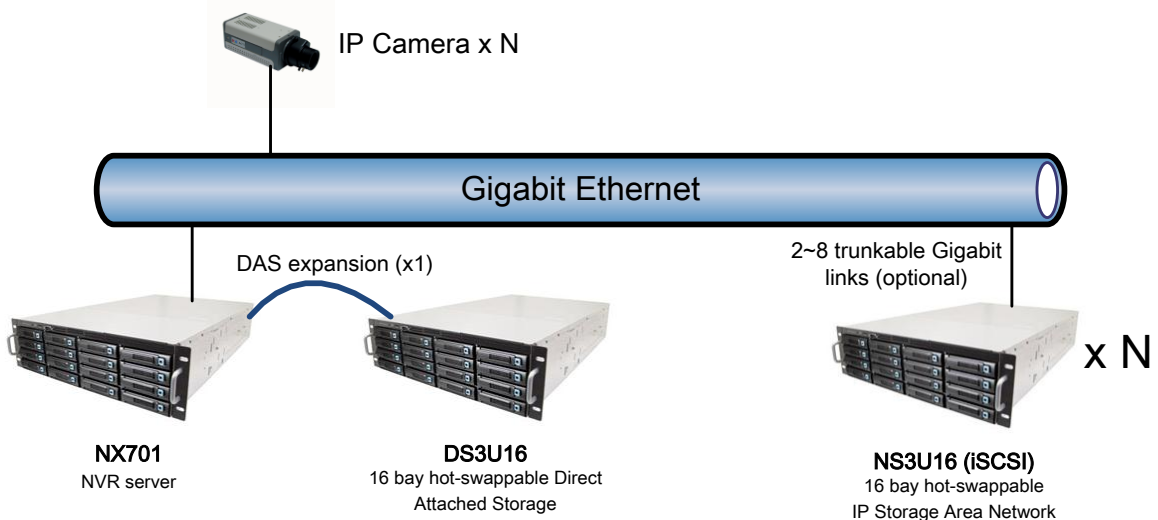 IP Camera x N
Gigabit Ethernet
DAS expansion (x1)
2~8 trunkable Gigabit
links (optional)
x N
NX701
NVR server
DS3U16
16 bay hot-swappable Direct
Attached Storage
NS3U16 (iSCSI)
16 bay hot-swappable
IP Storage Area Network